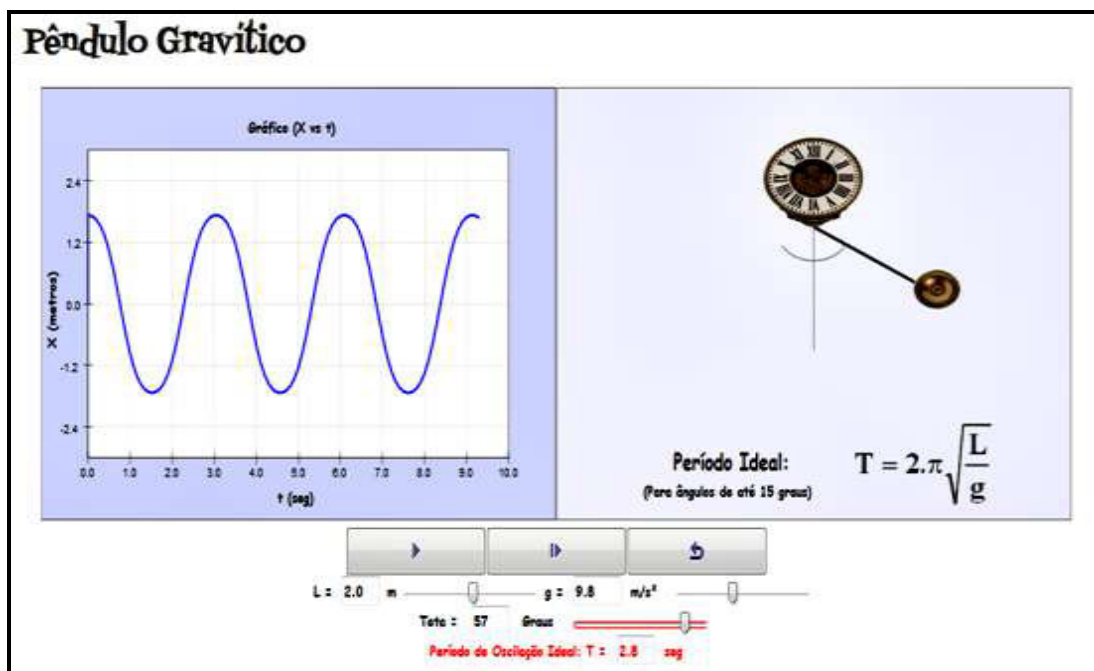 Pêndulo Gravítico
Gráfico (X vs t)
X (metros)
2.4
1.2
0.0
-1.2
-2.4
0.0 1.0 2.0 3.0 4.0 5.0 6.0 7.0 8.0 9.0 10.0
t (seg)
Período Ideal:
(Para ângulos de até 15 graus)
T = 2.π√(L/g)
L = 2.0 m g = 9.8 m/s²
Teta = 57 Graus
Período de Oscilação Ideal: T = 2.8 seg